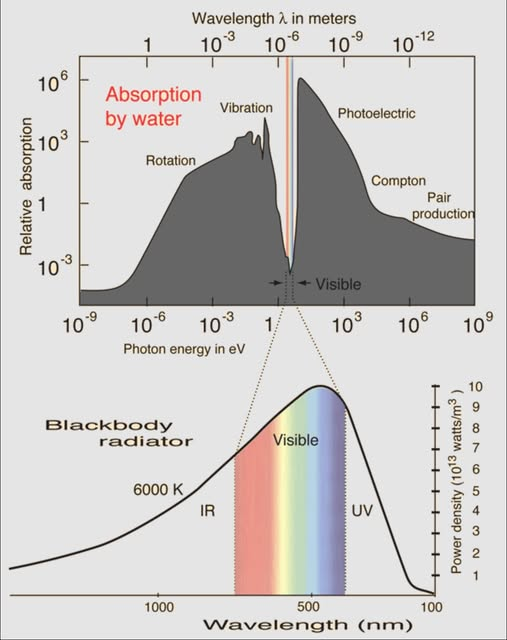 Wavelength λ in meters
1 10⁻³ 10⁻⁶ 10⁻⁹ 10⁻¹²
10⁶
Absorption
by water
Vibration
Photoelectric
10³
Relative absorption
Rotation
Compton
1
Pair
production
10⁻³
Visible
10⁻⁹ 10⁻⁶ 10⁻³ 1 10³ 10⁶ 10⁹
Photon energy in eV
Blackbody
radiator
Visible
6000 K
IR
UV
10
9
8
7
6
5
4
3
2
1
Power density (10¹³ watts/m³)
1000 500 100
Wavelength (nm)